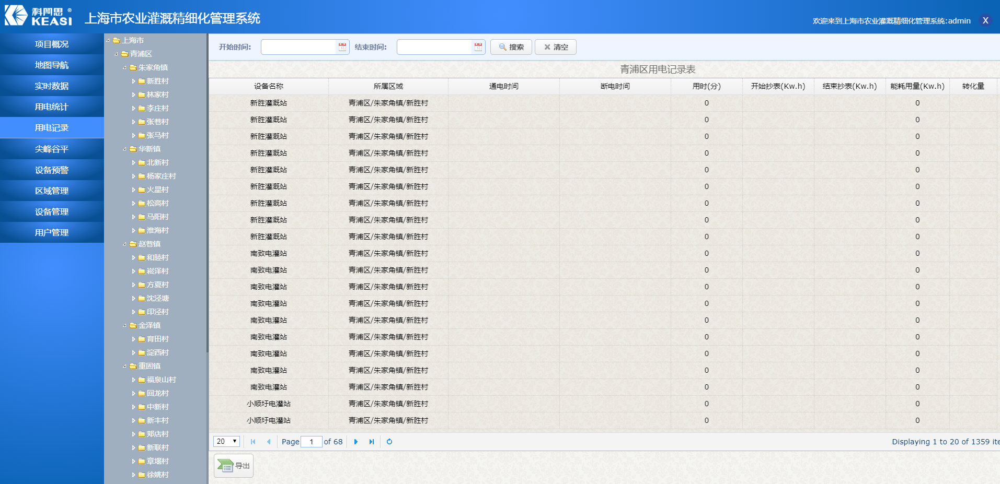 科阿思®
KEASI
上海市农业灌溉精细化管理系统
欢迎来到上海市农业灌溉精细化管理系统:admin X
项目概况
地图导航
实时数据
用电统计
用电记录
尖峰谷平
设备预警
区域管理
设备管理
用户管理
上海市
青浦区
朱家角镇
新胜村
林家村
李庄村
张巷村
张马村
华新镇
北新村
杨家庄村
火星村
松高村
马阳村
淮海村
赵巷镇
和睦村
崧泽村
方夏村
沈泾塘
印泾村
金泽镇
育田村
淀西村
重固镇
福泉山村
回龙村
中新村
新丰村
郏店村
新联村
章堰村
徐姚村
开始时间: 结束时间: 搜索 清空
青浦区用电记录表
设备名称 所属区域 通电时间 断电时间 用时(分) 开始抄表(Kw.h) 结束抄表(Kw.h) 能耗用量(Kw.h) 转化量
新胜灌溉站 青浦区/朱家角镇/新胜村 0 0
新胜灌溉站 青浦区/朱家角镇/新胜村 0 0
新胜灌溉站 青浦区/朱家角镇/新胜村 0 0
新胜灌溉站 青浦区/朱家角镇/新胜村 0 0
新胜灌溉站 青浦区/朱家角镇/新胜村 0 0
新胜灌溉站 青浦区/朱家角镇/新胜村 0 0
新胜灌溉站 青浦区/朱家角镇/新胜村 0 0
新胜灌溉站 青浦区/朱家角镇/新胜村 0 0
新胜灌溉站 青浦区/朱家角镇/新胜村 0 0
南致电灌站 青浦区/朱家角镇/新胜村 0 0
南致电灌站 青浦区/朱家角镇/新胜村 0 0
南致电灌站 青浦区/朱家角镇/新胜村 0 0
南致电灌站 青浦区/朱家角镇/新胜村 0 0
南致电灌站 青浦区/朱家角镇/新胜村 0 0
南致电灌站 青浦区/朱家角镇/新胜村 0 0
南致电灌站 青浦区/朱家角镇/新胜村 0 0
南致电灌站 青浦区/朱家角镇/新胜村 0 0
南致电灌站 青浦区/朱家角镇/新胜村 0 0
小顺圩电灌站 青浦区/朱家角镇/新胜村 0 0
小顺圩电灌站 青浦区/朱家角镇/新胜村 0 0
20 Page 1 of 68 Displaying 1 to 20 of 1359 ite
导出